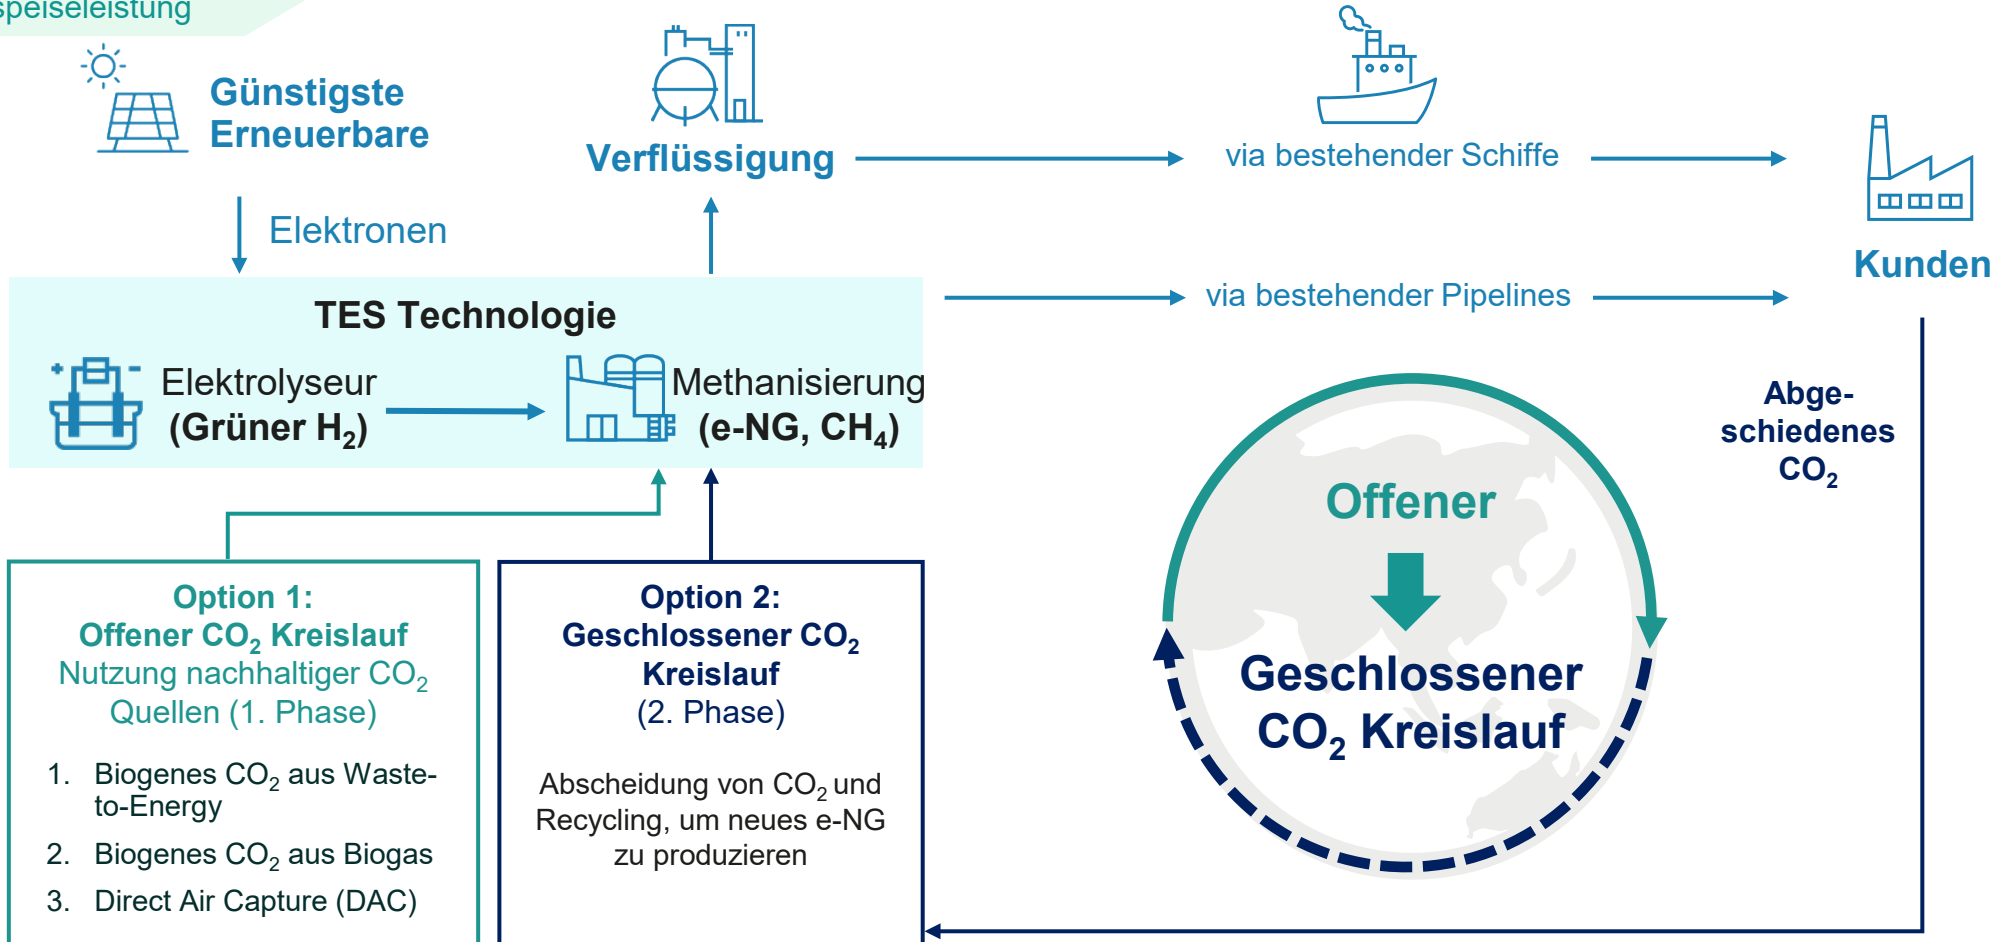 speiseleistung
Günstigste
Erneuerbare
Elektronen
Verflüssigung
via bestehender Schiffe
via bestehender Pipelines
Kunden
TES Technologie
+ -
Elektrolyseur
(Grüner H₂)
Methanisierung
(e-NG, CH₄)
Abge-
schiedenes
CO₂
Offener
Geschlossener
CO₂ Kreislauf
Option 1:
Offener CO₂ Kreislauf
Nutzung nachhaltiger CO₂
Quellen (1. Phase)
1. Biogenes CO₂ aus Waste-
to-Energy
2. Biogenes CO₂ aus Biogas
3. Direct Air Capture (DAC)
Option 2:
Geschlossener CO₂
Kreislauf
(2. Phase)
Abscheidung von CO₂ und
Recycling, um neues e-NG
zu produzieren